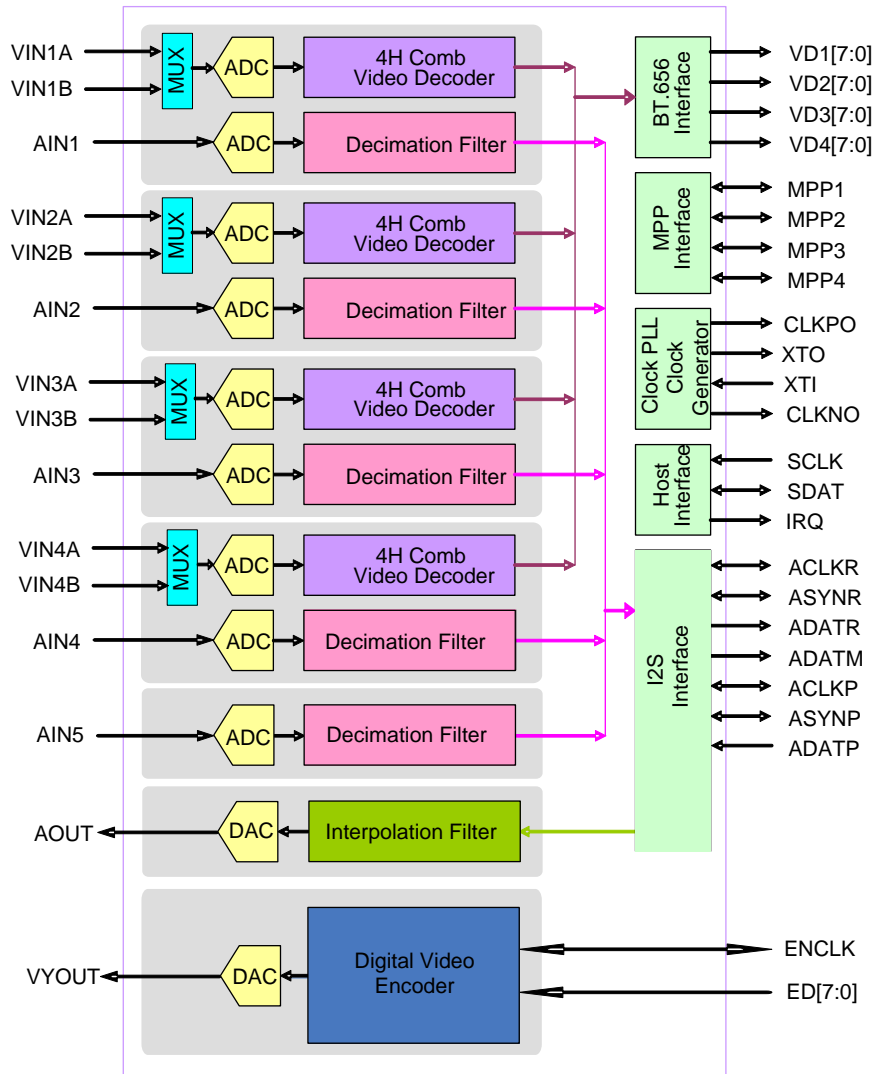 VIN1A
VIN1B
AIN1
MUX
ADC
4H Comb
Video Decoder
ADC
Decimation Filter
VIN2A
VIN2B
AIN2
MUX
ADC
4H Comb
Video Decoder
ADC
Decimation Filter
VIN3A
VIN3B
AIN3
MUX
ADC
4H Comb
Video Decoder
ADC
Decimation Filter
VIN4A
VIN4B
AIN4
MUX
ADC
4H Comb
Video Decoder
ADC
Decimation Filter
AIN5
ADC
Decimation Filter
AOUT
DAC
Interpolation Filter
VYOUT
DAC
Digital Video
Encoder
BT.656
Interface
VD1[7:0]
VD2[7:0]
VD3[7:0]
VD4[7:0]
MPP
Interface
MPP1
MPP2
MPP3
MPP4
Clock PLL
Clock
Generator
CLKPO
XTO
XTI
CLKNO
Host
Interface
SCLK
SDAT
IRQ
I2S
Interface
ACLKR
ASYNR
ADATR
ADATM
ACLKP
ASYNP
ADATP
ENCLK
ED[7:0]